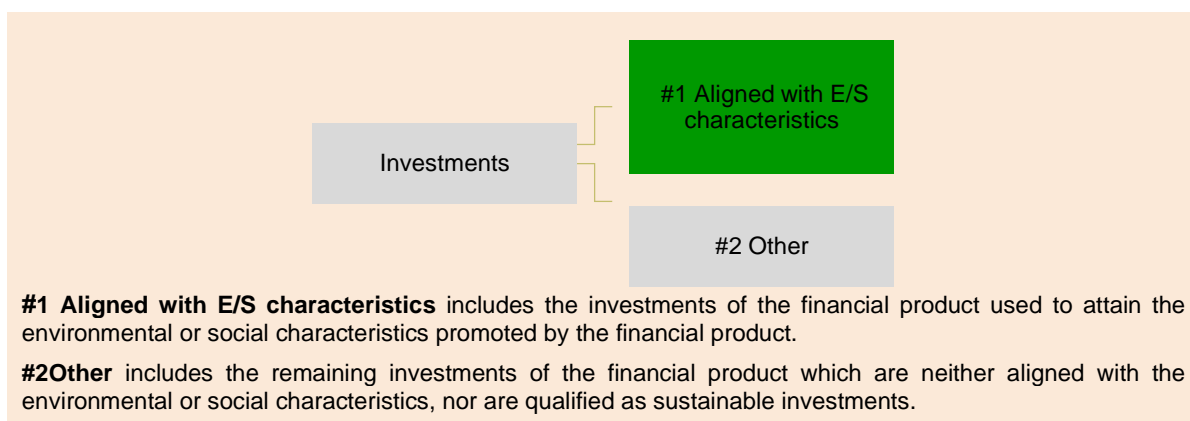 #1 Aligned with E/S
characteristics
Investments
#2 Other
#1 Aligned with E/S characteristics includes the investments of the financial product used to attain the
environmental or social characteristics promoted by the financial product.
#2Other includes the remaining investments of the financial product which are neither aligned with the
environmental or social characteristics, nor are qualified as sustainable investments.